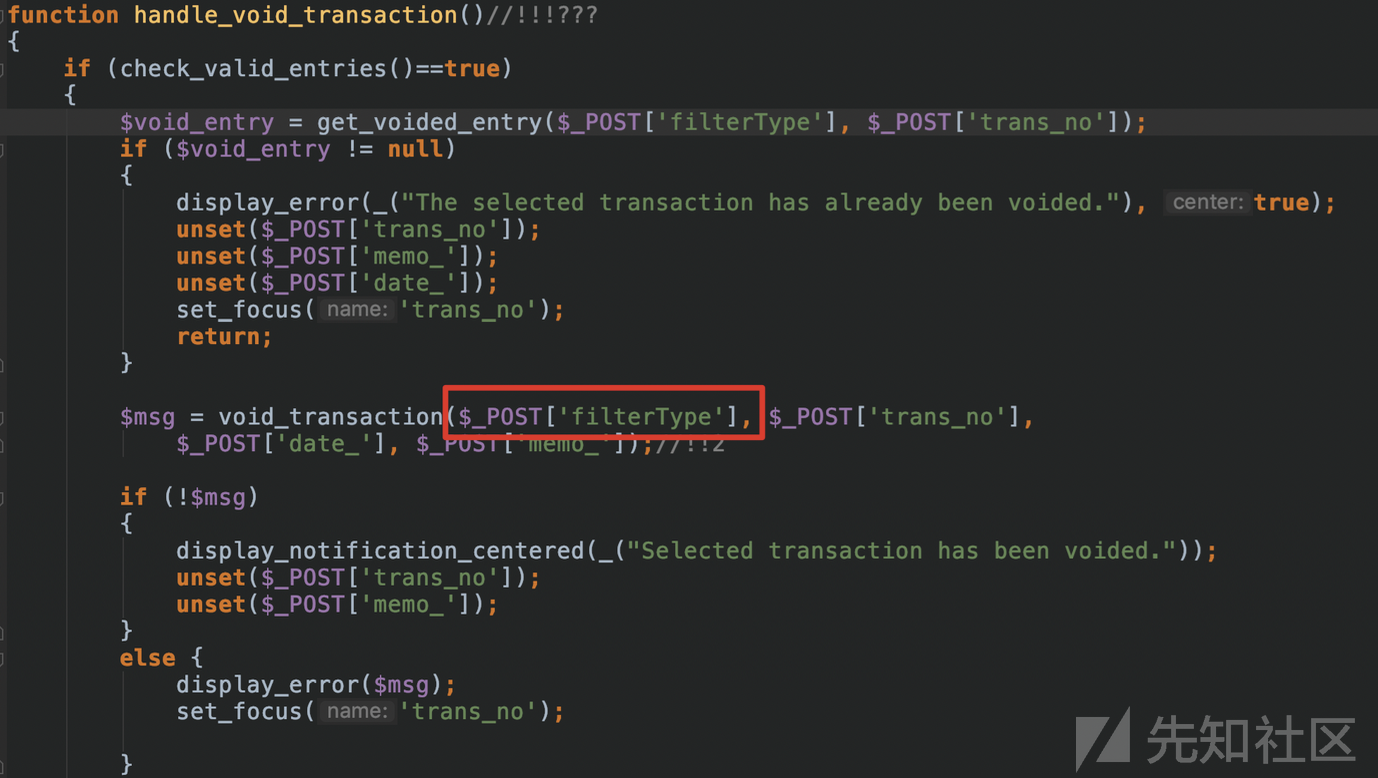 function handle_void_transaction()//!!!???
{
if (check_valid_entries()==true)
{
$void_entry = get_voided_entry($_POST['filterType'], $_POST['trans_no']);
if ($void_entry != null)
{
display_error(_("The selected transaction has already been voided."), center: true);
unset($_POST['trans_no']);
unset($_POST['memo_']);
unset($_POST['date_']);
set_focus( name: 'trans_no');
return;
}
$msg = void_transaction($_POST['filterType'], $_POST['trans_no'],
$_POST['date_'], $_POST['memo_']);//!!2
if (!$msg)
{
display_notification_centered(_("Selected transaction has been voided."));
unset($_POST['trans_no']);
unset($_POST['memo_']);
}
else {
display_error($msg);
set_focus( name: 'trans_no');
}
先知社区